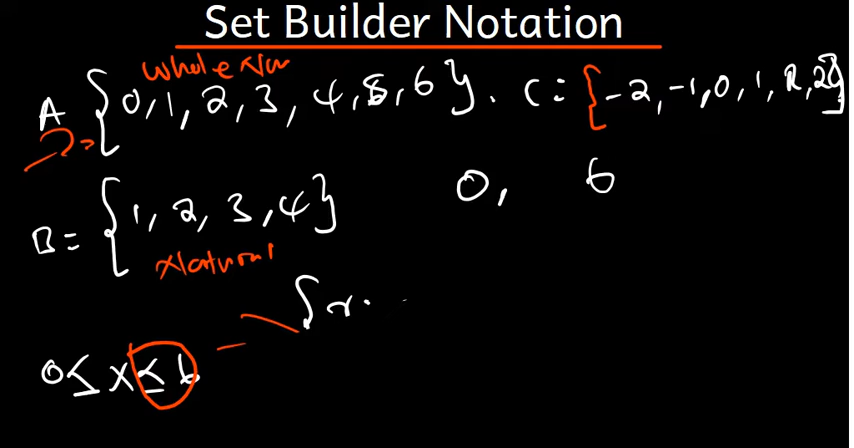 Set Builder Notation
whole Nu
A = {0, 1, 2, 3, 4, 5, 6}. C = {-2, -1, 0, 1, 2}
0, 6
B = {1, 2, 3, 4}
Natural
{x
0 ≤ x ≤ 6